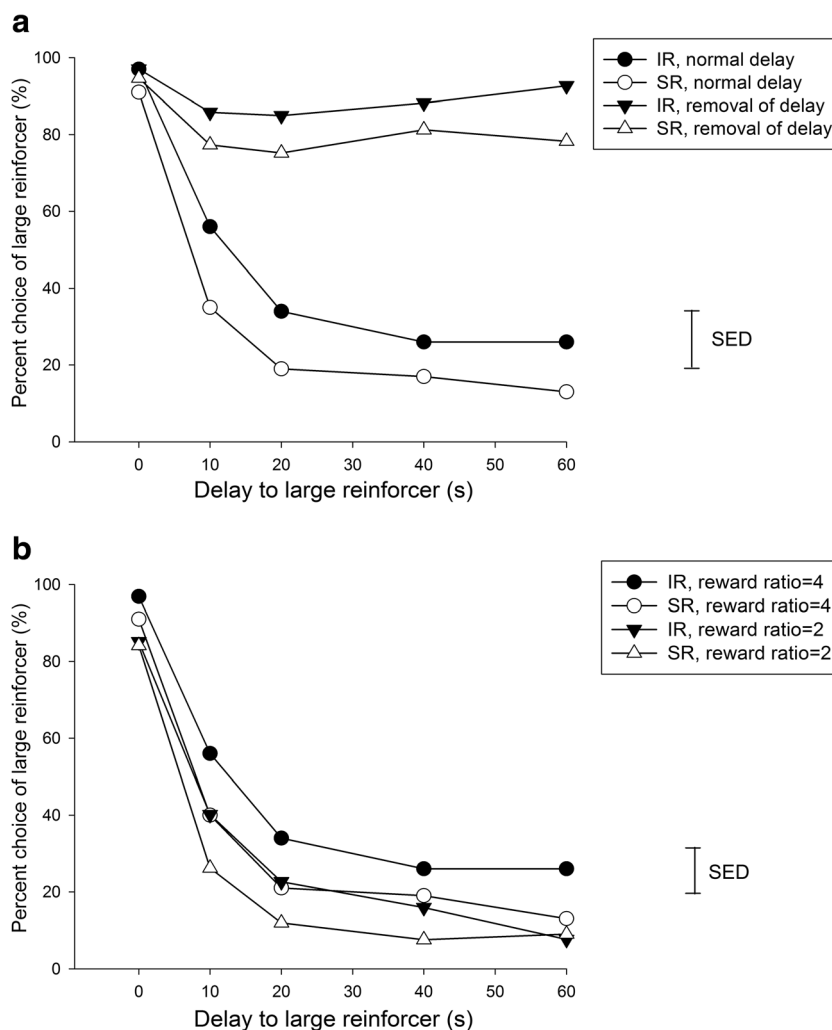 a
Percent choice of large reinforcer (%)
100
80
60
40
20
0
0 10 20 30 40 50 60
Delay to large reinforcer (s)
IR, normal delay
SR, normal delay
IR, removal of delay
SR, removal of delay
SED
b
Percent choice of large reinforcer (%)
100
80
60
40
20
0
0 10 20 30 40 50 60
Delay to large reinforcer (s)
IR, reward ratio=4
SR, reward ratio=4
IR, reward ratio=2
SR, reward ratio=2
SED